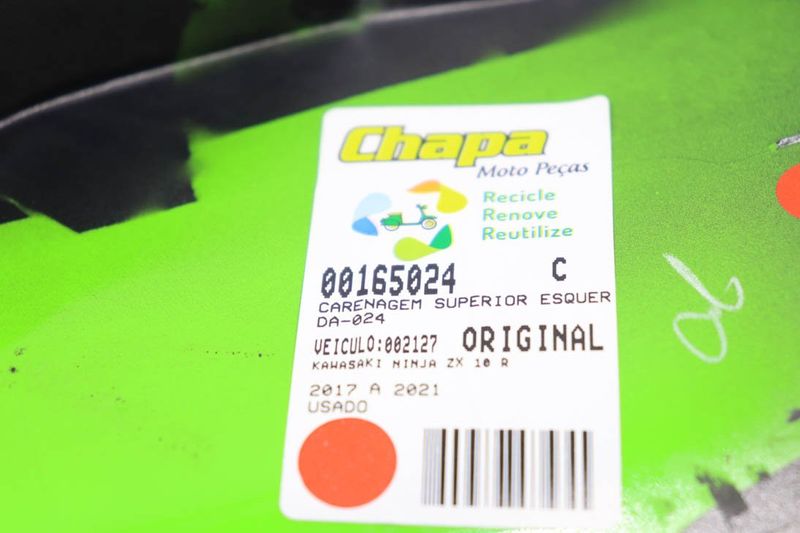 Chapa
Moto Peças
Recicle
Renove
Reutilize
00165024 C
CARENAGEM SUPERIOR ESQUER
DA-024
VEICULO:002127 ORIGINAL
KAWASAKI NINJA ZX 10 R
2017 A 2021
USADO